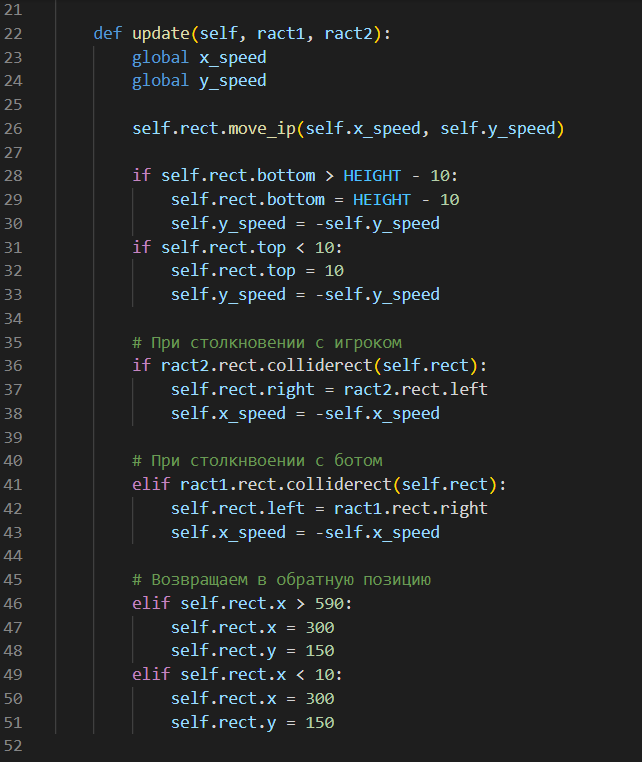 21
22 def update(self, ract1, ract2):
23 global x_speed
24 global y_speed
25
26 self.rect.move_ip(self.x_speed, self.y_speed)
27
28 if self.rect.bottom > HEIGHT - 10:
29 self.rect.bottom = HEIGHT - 10
30 self.y_speed = -self.y_speed
31 if self.rect.top < 10:
32 self.rect.top = 10
33 self.y_speed = -self.y_speed
34
35 # При столкновении с игроком
36 if ract2.rect.colliderect(self.rect):
37 self.rect.right = ract2.rect.left
38 self.x_speed = -self.x_speed
39
40 # При столкнвоении с ботом
41 elif ract1.rect.colliderect(self.rect):
42 self.rect.left = ract1.rect.right
43 self.x_speed = -self.x_speed
44
45 # Возвращаем в обратную позицию
46 elif self.rect.x > 590:
47 self.rect.x = 300
48 self.rect.y = 150
49 elif self.rect.x < 10:
50 self.rect.x = 300
51 self.rect.y = 150
52